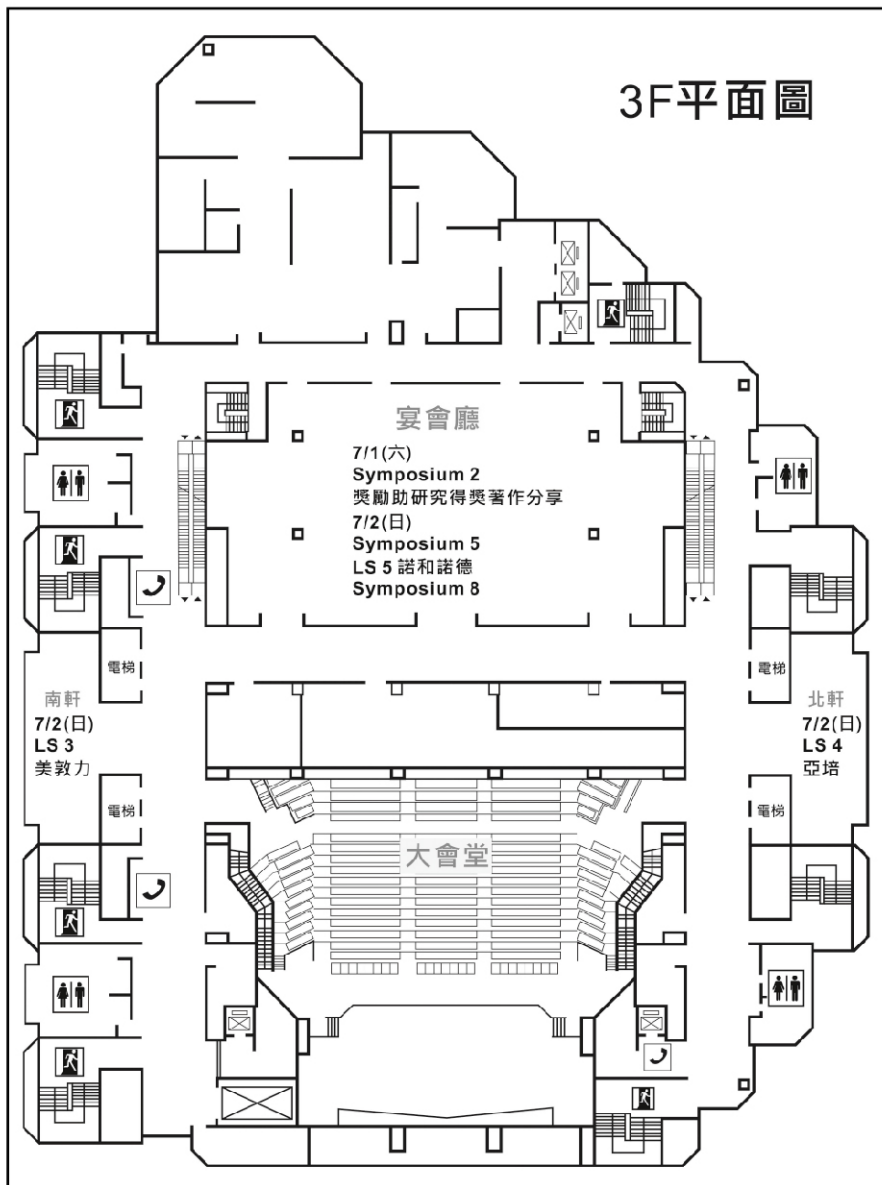 3F平面圖
宴會廳
7/1(六)
Symposium 2
獎勵助研究得獎著作分享
7/2(日)
Symposium 5
LS 5 諾和諾德
Symposium 8
電梯
電梯
南軒
7/2(日)
LS 3
美敦力
北軒
7/2(日)
LS 4
亞培
電梯
電梯
大會堂